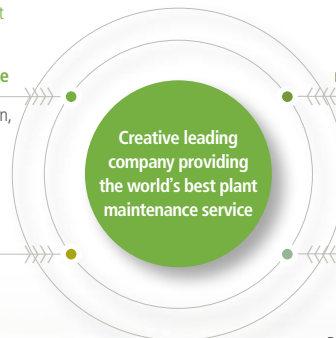 Creative leading
company providing
the world's best plant
maintenance service